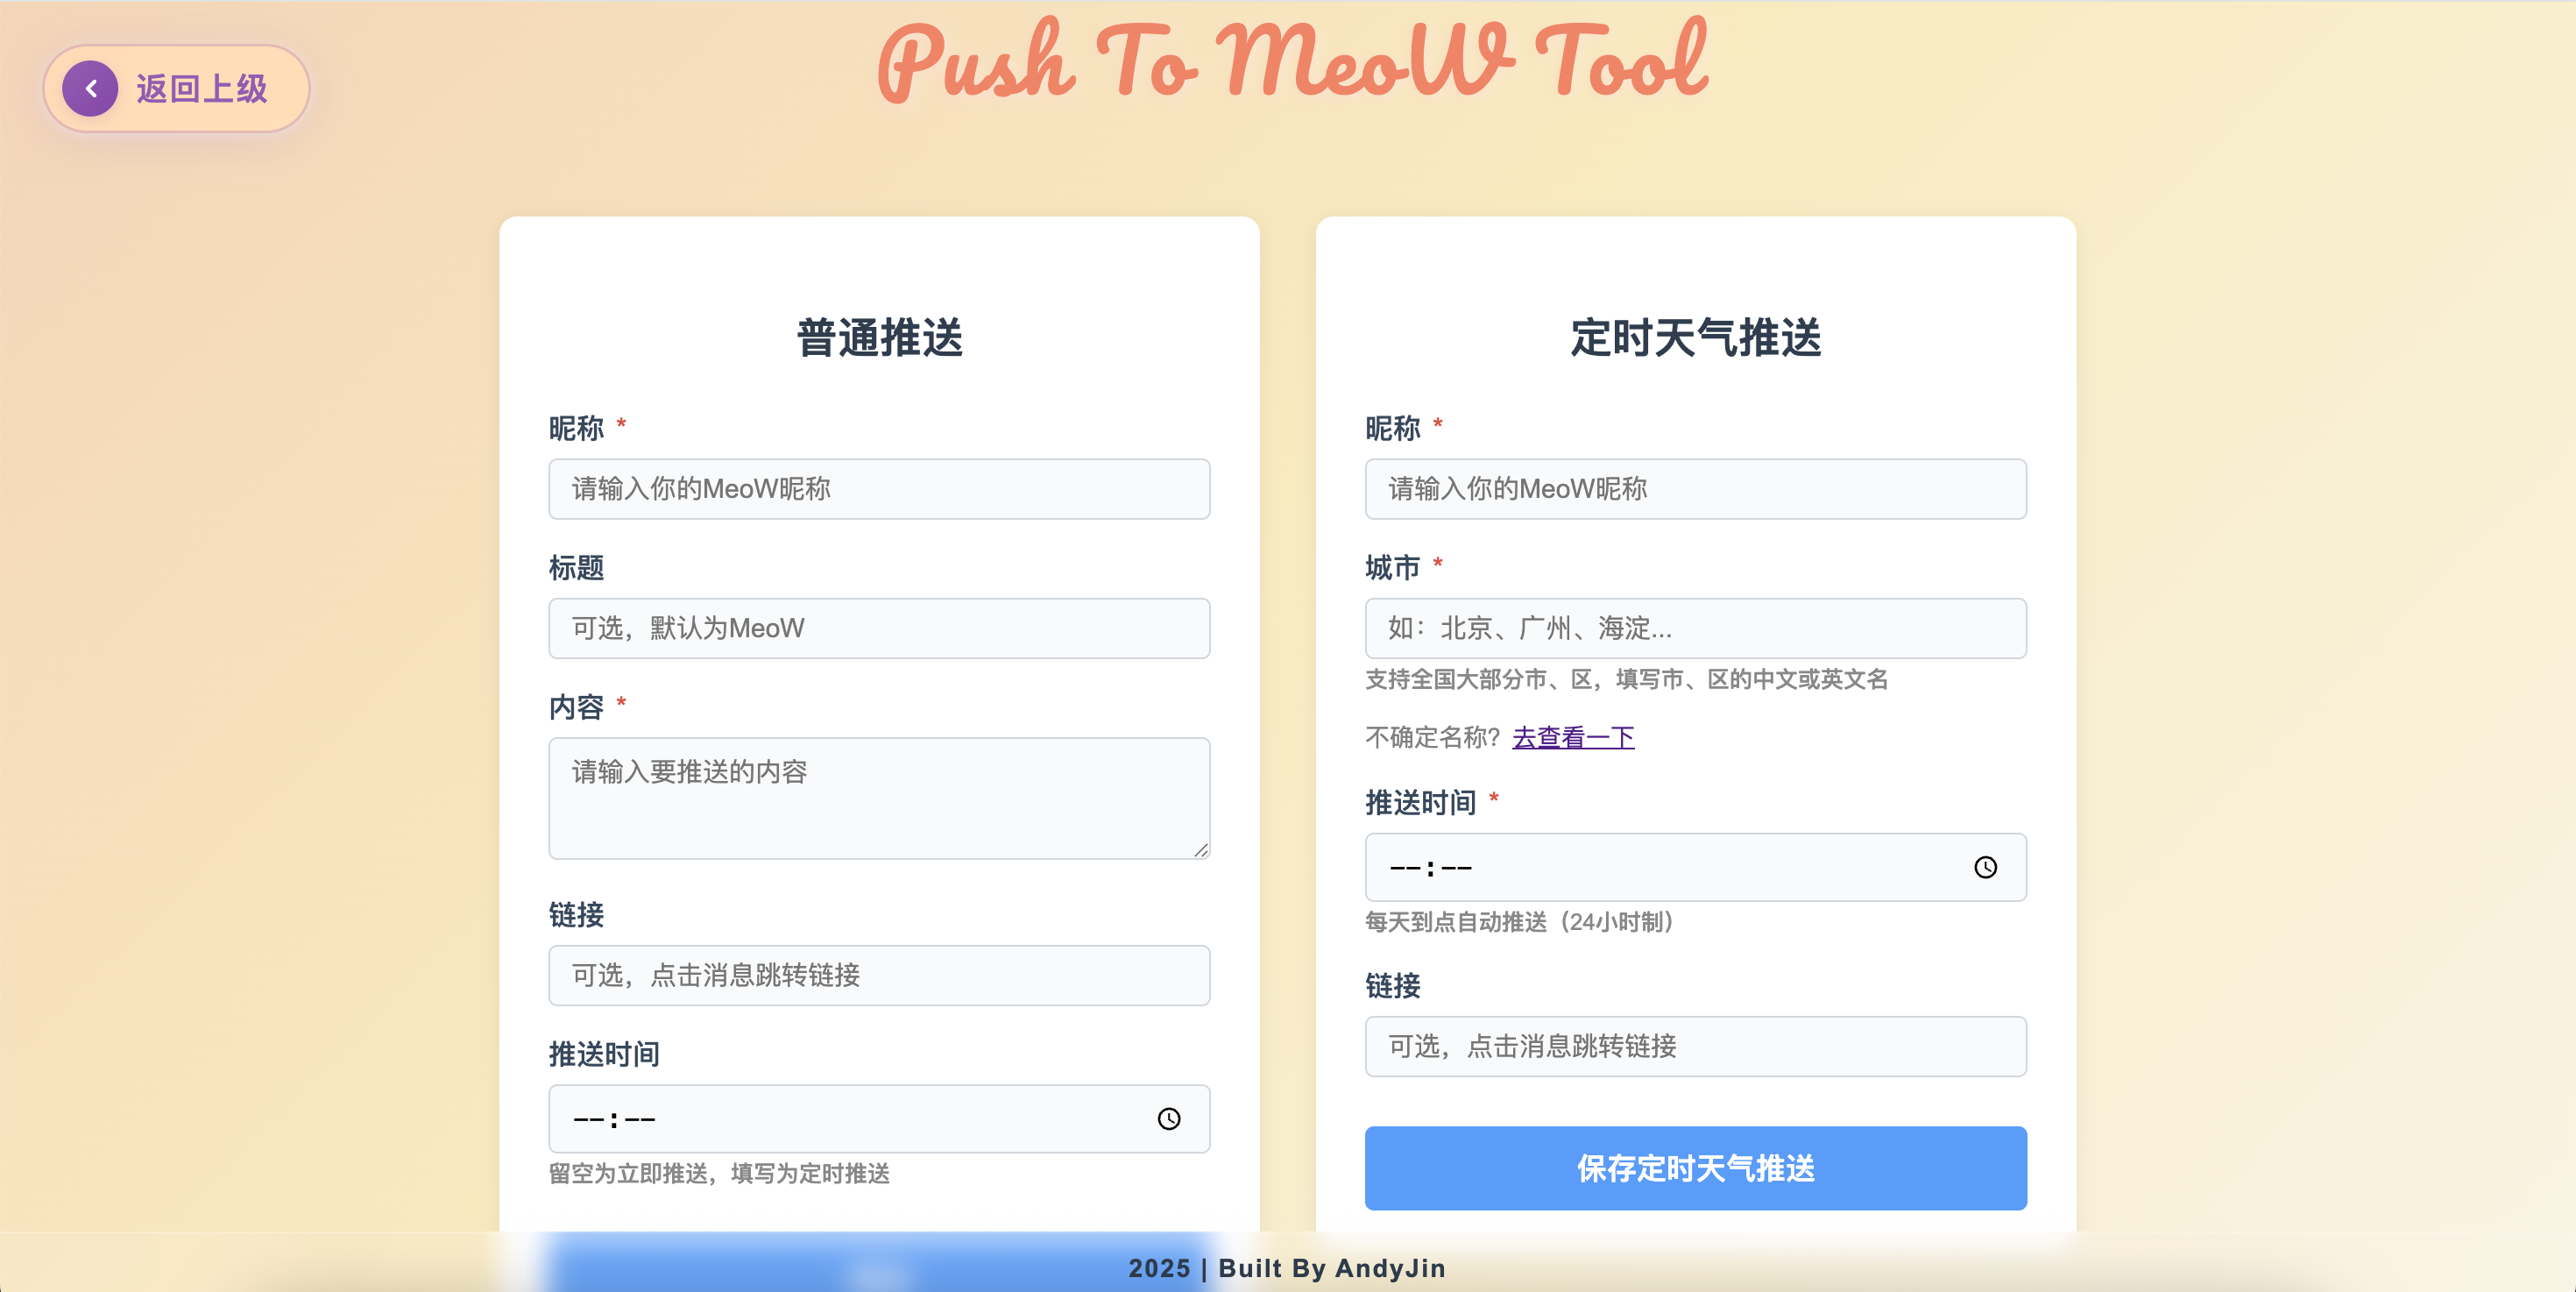 Push To MeoW Tool
返回上级
普通推送
昵称 *
请输入你的MeoW昵称
标题
可选，默认为MeoW
内容 *
请输入要推送的内容
链接
可选，点击消息跳转链接
推送时间
--:--
留空为立即推送，填写为定时推送
定时天气推送
昵称 *
请输入你的MeoW昵称
城市 *
如：北京、广州、海淀...
支持全国大部分市、区，填写市、区的中文或英文名
不确定名称？去查看一下
推送时间 *
--:--
每天到点自动推送（24小时制）
链接
可选，点击消息跳转链接
保存定时天气推送
2025 | Built By AndyJin